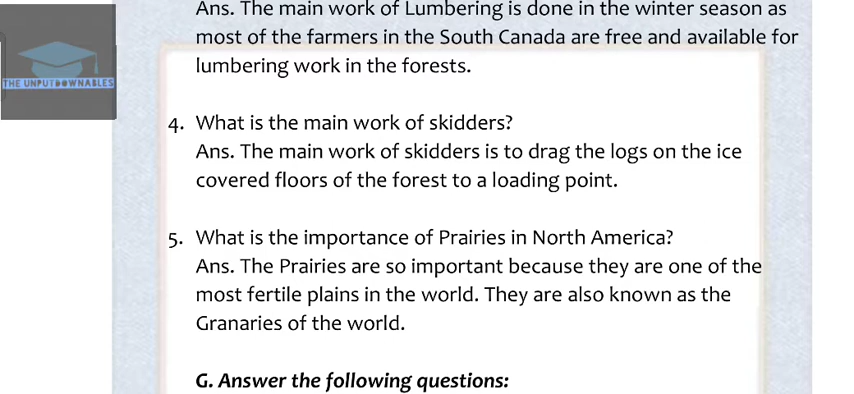 Ans. The main work of Lumbering is done in the winter season as
most of the farmers in the South Canada are free and available for
lumbering work in the forests.
THE UNPUTDOWNABLES
4. What is the main work of skidders?
Ans. The main work of skidders is to drag the logs on the ice
covered floors of the forest to a loading point.
5. What is the importance of Prairies in North America?
Ans. The Prairies are so important because they are one of the
most fertile plains in the world. They are also known as the
Granaries of the world.
G. Answer the following questions: